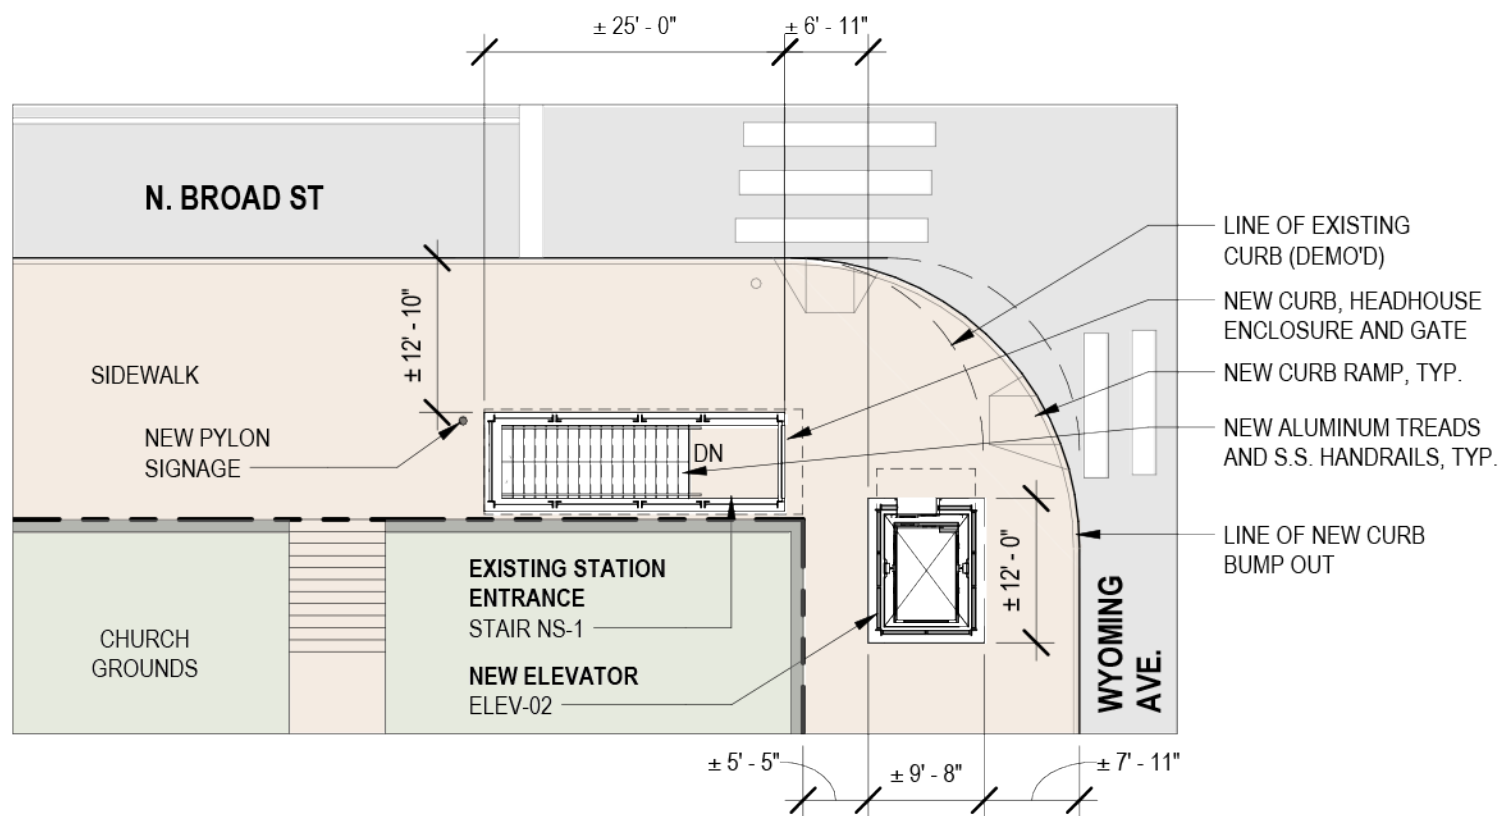 ± 25' - 0"
± 6' - 11"
N. BROAD ST
LINE OF EXISTING
CURB (DEMO'D)
NEW CURB, HEADHOUSE
ENCLOSURE AND GATE
± 12' - 10"
SIDEWALK
NEW CURB RAMP, TYP.
NEW PYLON
SIGNAGE
DN
NEW ALUMINUM TREADS
AND S.S. HANDRAILS, TYP.
LINE OF NEW CURB
BUMP OUT
EXISTING STATION
ENTRANCE
STAIR NS-1
± 12' - 0"
CHURCH
GROUNDS
NEW ELEVATOR
ELEV-02
WYOMING
AVE.
± 5' - 5"
± 9' - 8"
± 7' - 11"